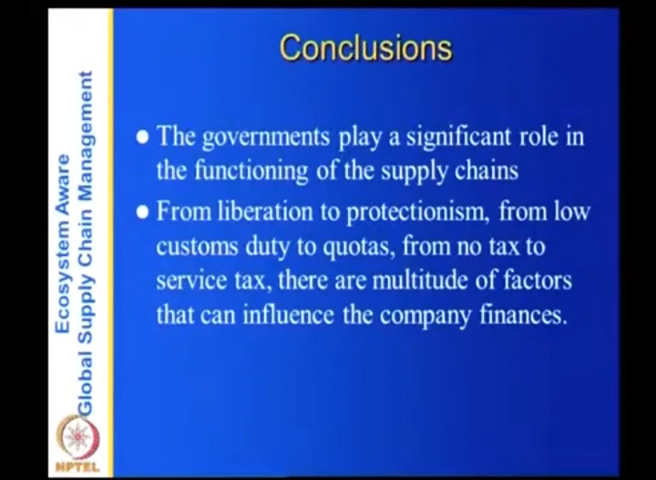 Conclusions
The governments play a significant role in
the functioning of the supply chains
From liberation to protectionism, from low
customs duty to quotas, from no tax to
service tax, there are multitude of factors
that can influence the company finances.
Ecosystem Aware
Global Supply Chain Management
NPTEL